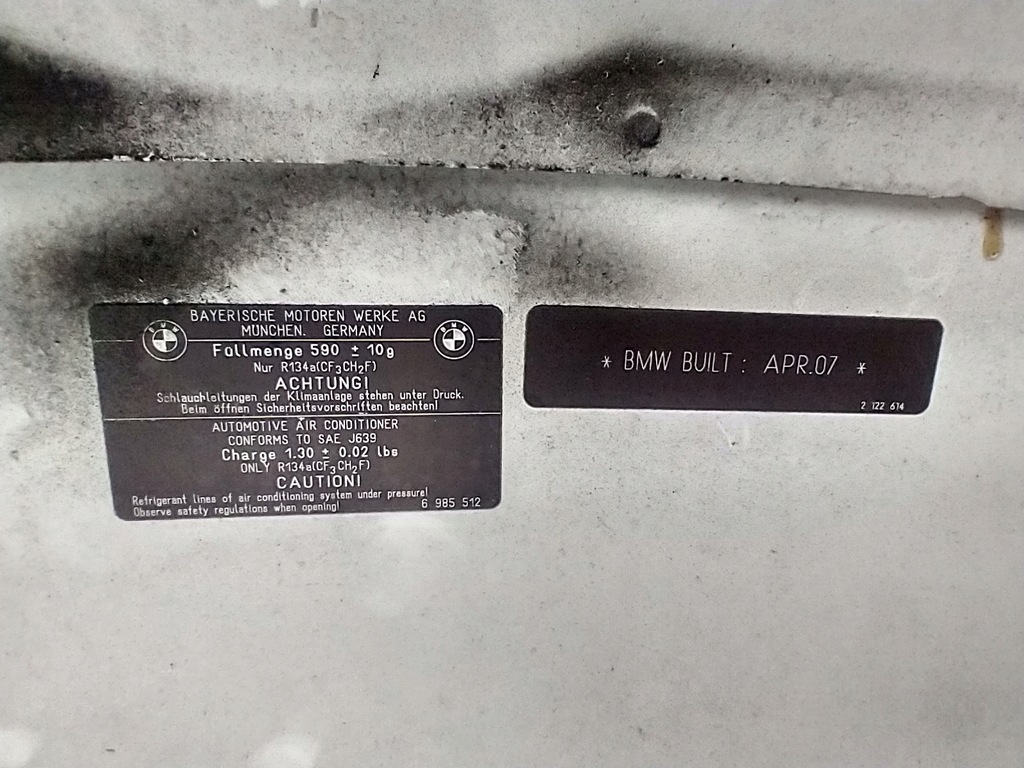 BAYERISCHE MOTOREN WERKE AG
MÜNCHEN. GERMANY
BMW
BMW
Füllmenge 590 ± 10g
Nur R134a(CF₃CH₂F)
ACHTUNG!
Schlauchleitungen der Klimaanlage stehen unter Druck.
Beim öffnen Sicherheitsvorschriften beachten!
AUTOMOTIVE AIR CONDITIONER
CONFORMS TO SAE J639
Charge 1.30 ± 0.02 lbs
ONLY R134a(CF₃CH₂F)
CAUTION!
Refrigerant lines of air conditioning system under pressure!
Observe safety regulations when opening!
6 985 512
* BMW BUILT : APR.07 *
2 122 614